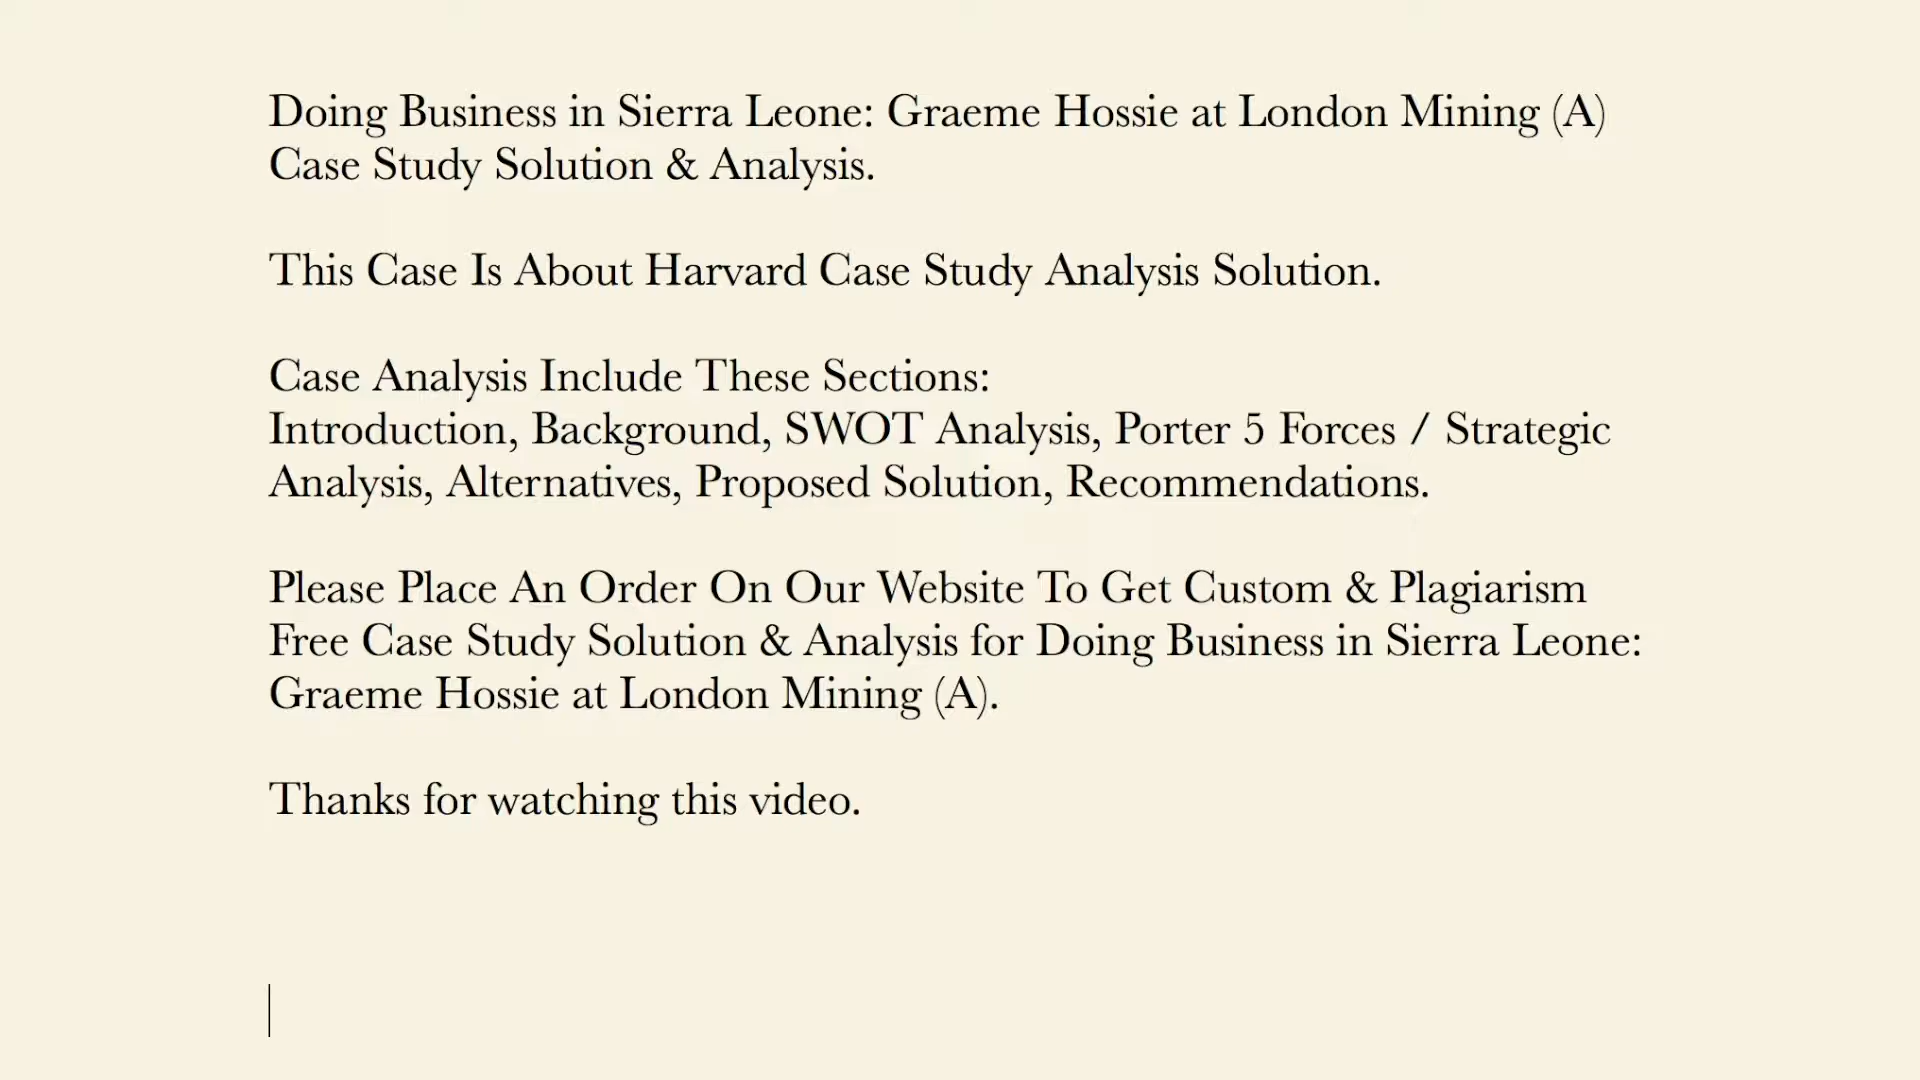 Doing Business in Sierra Leone: Graeme Hossie at London Mining (A)
Case Study Solution & Analysis.
This Case Is About Harvard Case Study Analysis Solution.
Case Analysis Include These Sections:
Introduction, Background, SWOT Analysis, Porter 5 Forces / Strategic
Analysis, Alternatives, Proposed Solution, Recommendations.
Please Place An Order On Our Website To Get Custom & Plagiarism
Free Case Study Solution & Analysis for Doing Business in Sierra Leone:
Graeme Hossie at London Mining (A).
Thanks for watching this video.